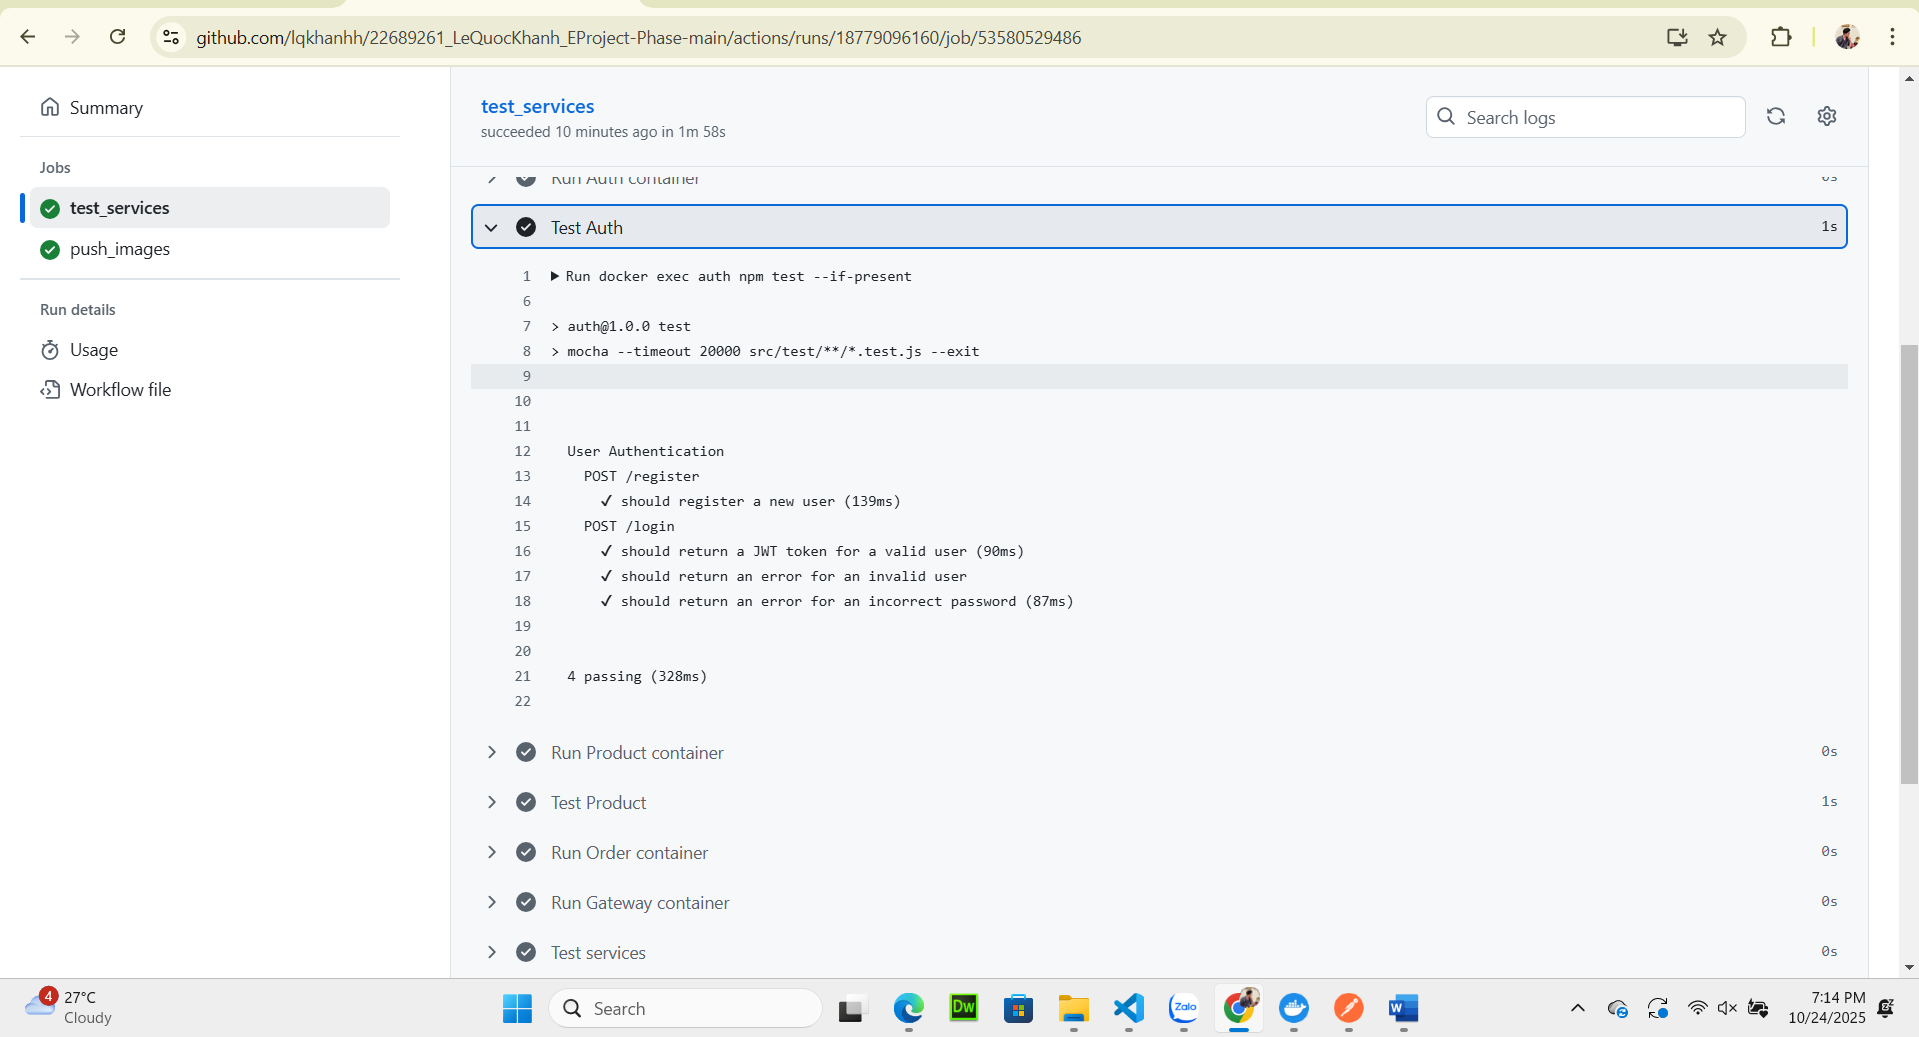 github.com/lqkhanhh/22689261_LeQuocKhanh_EProject-Phase-main/actions/runs/18779096160/job/53580529486
Summary
Jobs
test_services
push_images
Run details
Usage
Workflow file
test_services
succeeded 10 minutes ago in 1m 58s
Search logs
Run Auth container 0s
Test Auth 1s
1 Run docker exec auth npm test --if-present
6
7 > auth@1.0.0 test
8 > mocha --timeout 20000 src/test/**/*.test.js --exit
9
10
11
12 User Authentication
13 POST /register
14 ✓ should register a new user (139ms)
15 POST /login
16 ✓ should return a JWT token for a valid user (90ms)
17 ✓ should return an error for an invalid user
18 ✓ should return an error for an incorrect password (87ms)
19
20
21 4 passing (328ms)
22
Run Product container 0s
Test Product 1s
Run Order container 0s
Run Gateway container 0s
Test services 0s
4
27°C
Cloudy
Search
Dw
Zalo
W
7:14 PM
10/24/2025